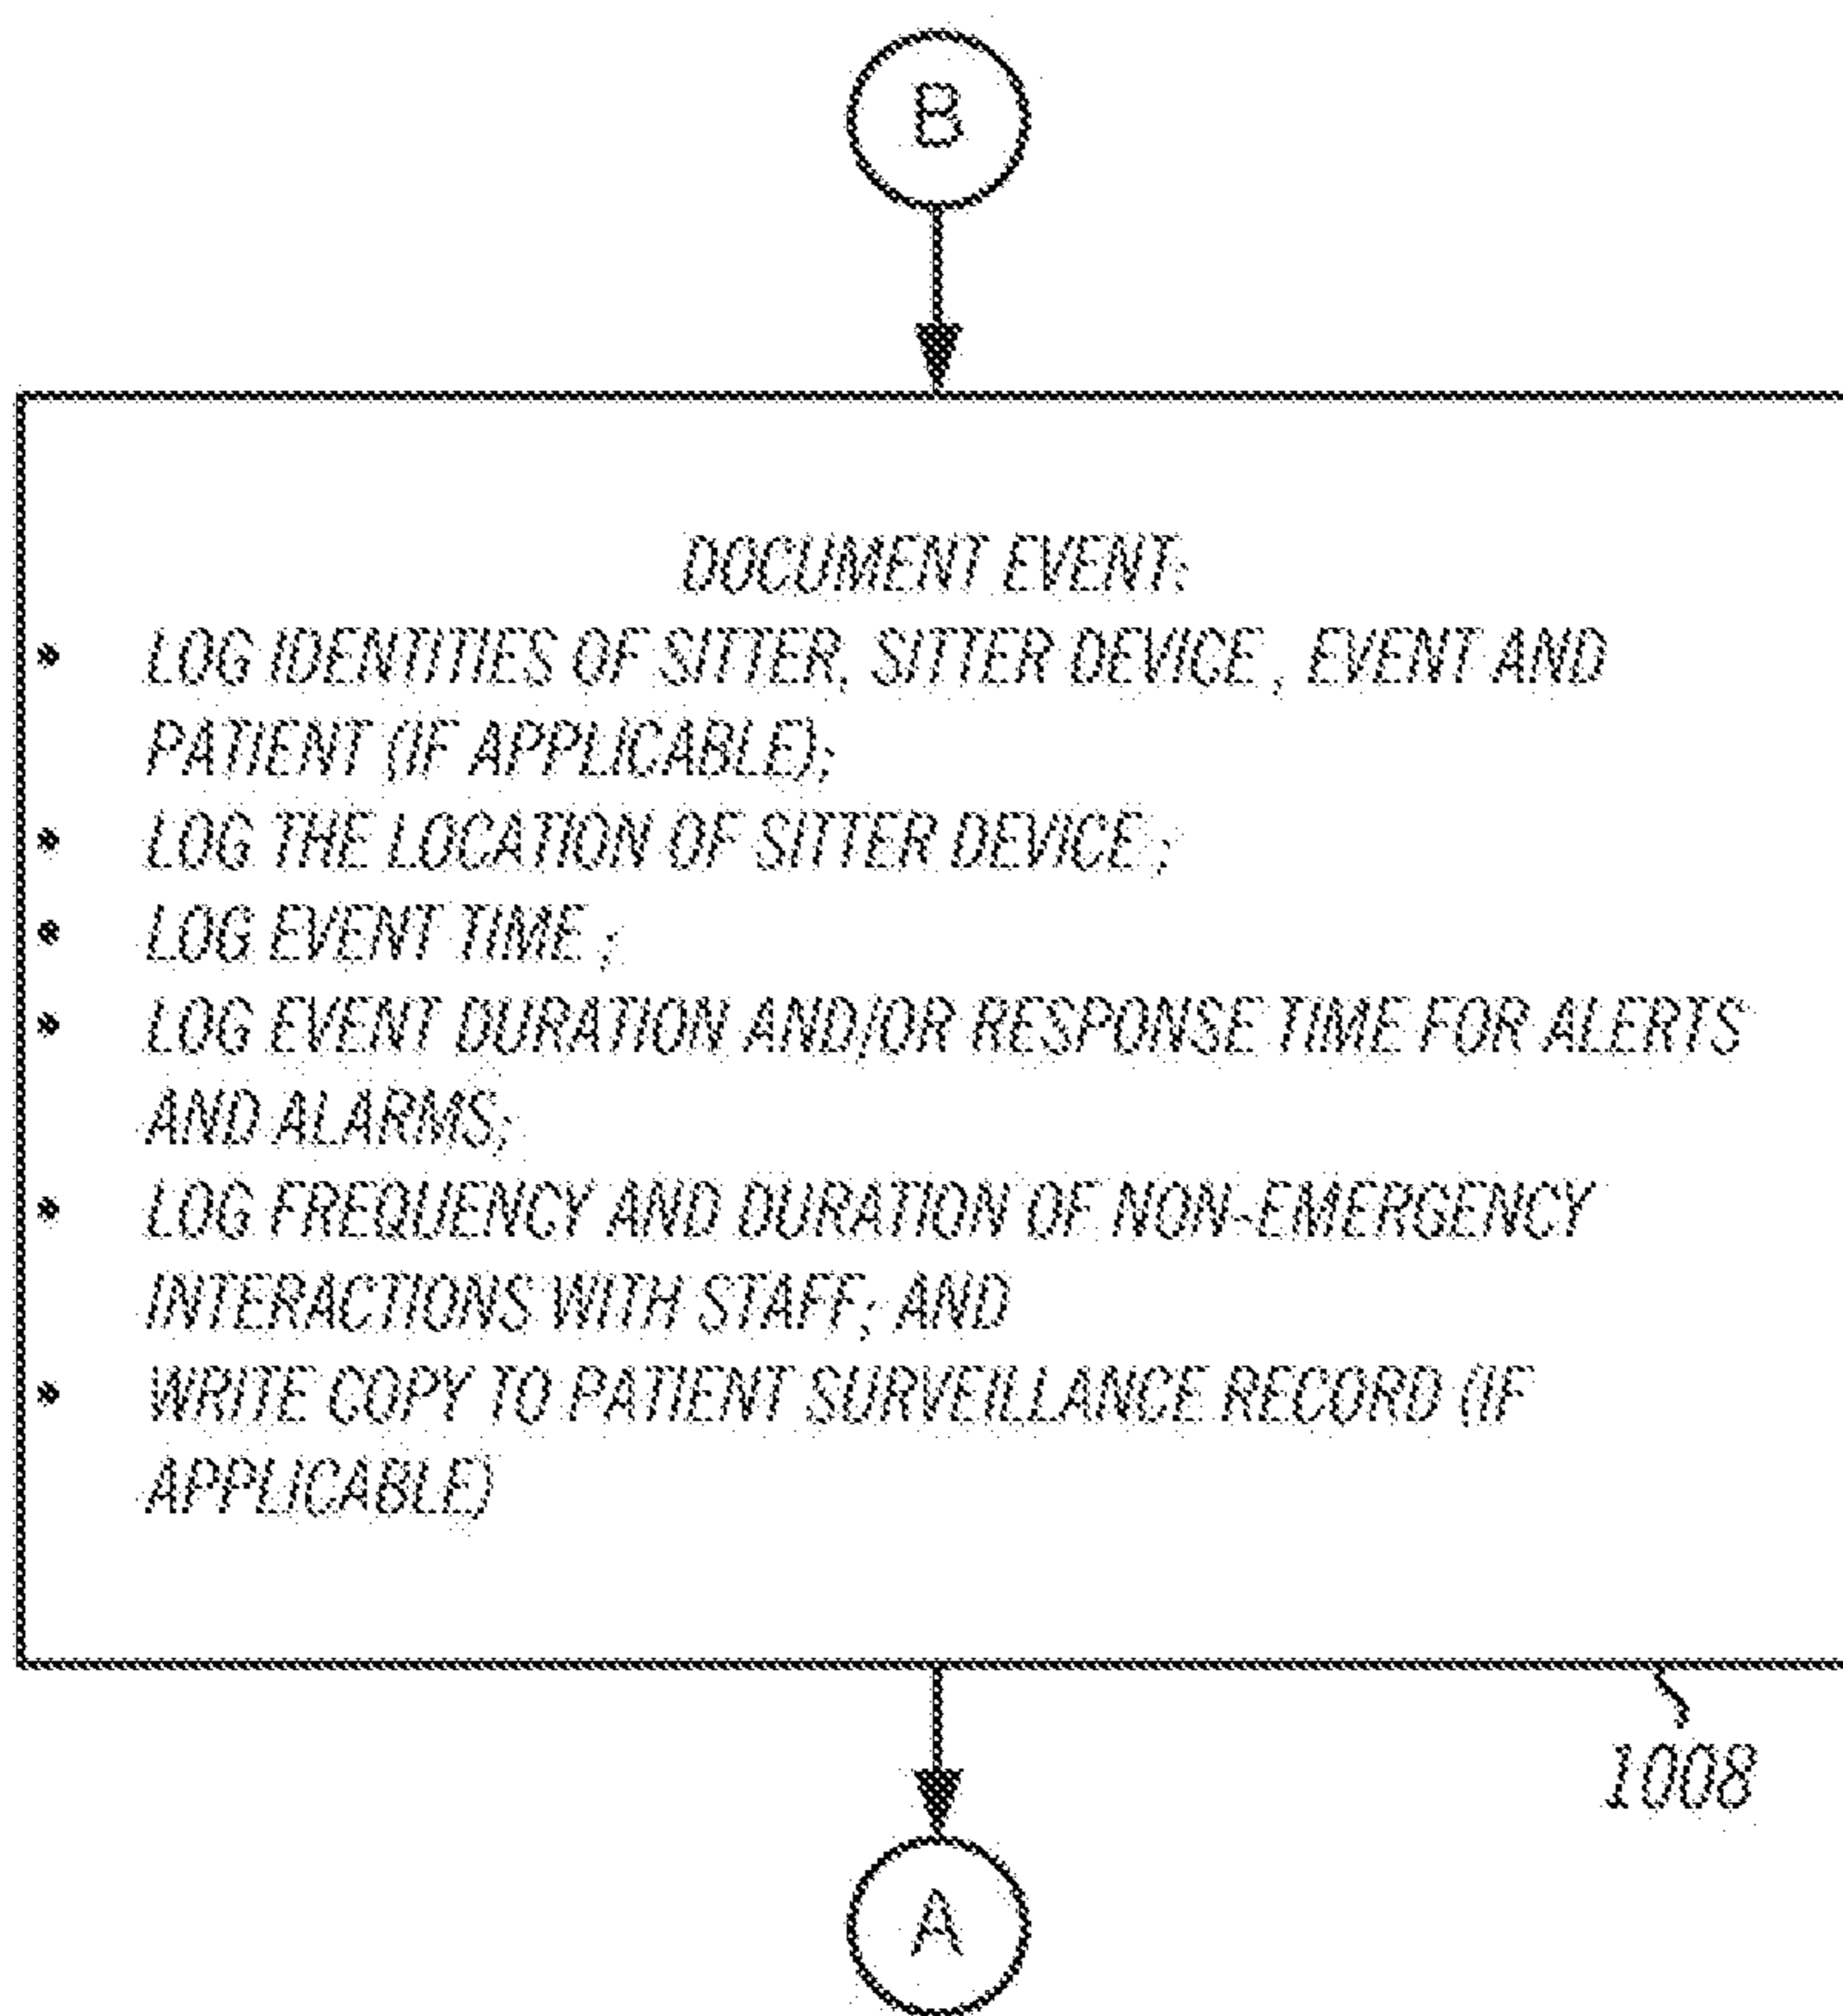 B
DOCUMENT EVENT:
• LOG IDENTITIES OF SITTER, SITTER DEVICE , EVENT AND
PATIENT (IF APPLICABLE);
• LOG THE LOCATION OF SITTER DEVICE ;
• LOG EVENT TIME ;
• LOG EVENT DURATION AND/OR RESPONSE TIME FOR ALERTS
AND ALARMS;
• LOG FREQUENCY AND DURATION OF NON-EMERGENCY
INTERACTIONS WITH STAFF; AND
• WRITE COPY TO PATIENT SURVEILLANCE RECORD (IF
APPLICABLE)
1008
A